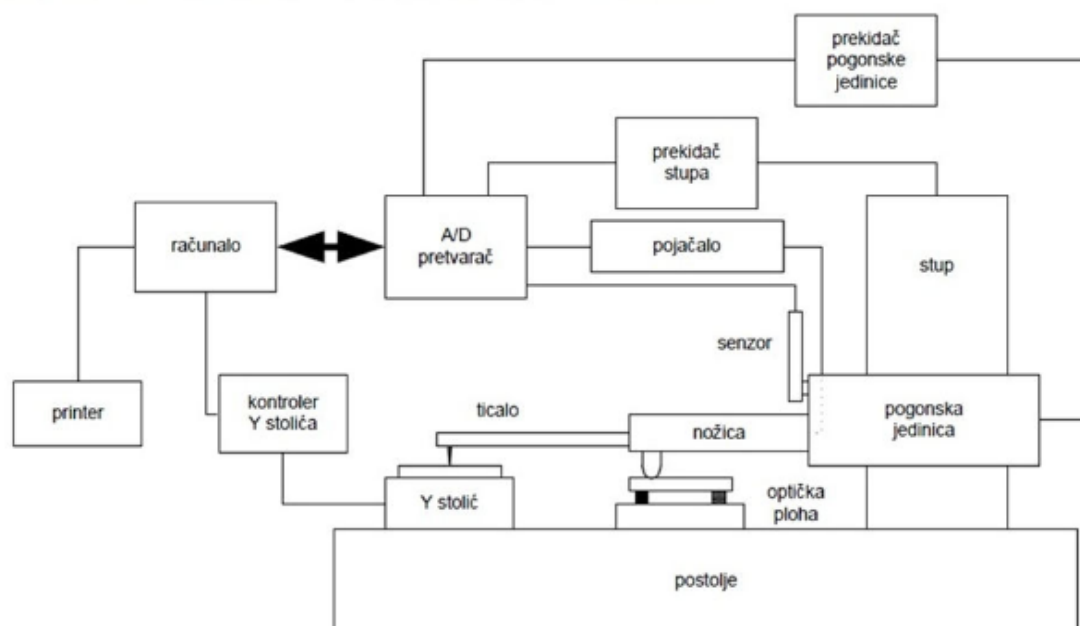 prekidač
pogonske
jedinice
prekidač
stupa
računalo
A/D
pretvarač
pojačalo
stup
senzor
printer
kontroler
Y stolića
ticalo
nožica
pogonska
jedinica
Y stolić
optička
ploha
postolje